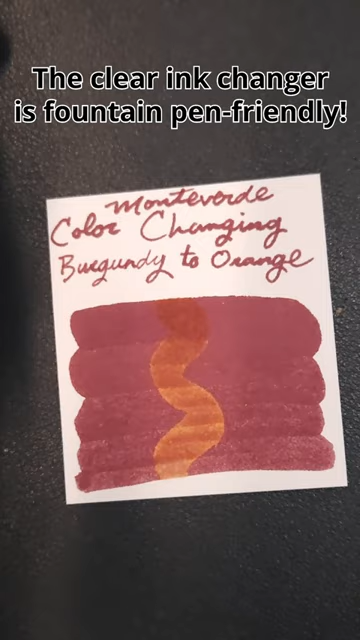 The clear ink changer
is fountain pen-friendly!
Monteverde
Color Changing
Burgundy to Orange